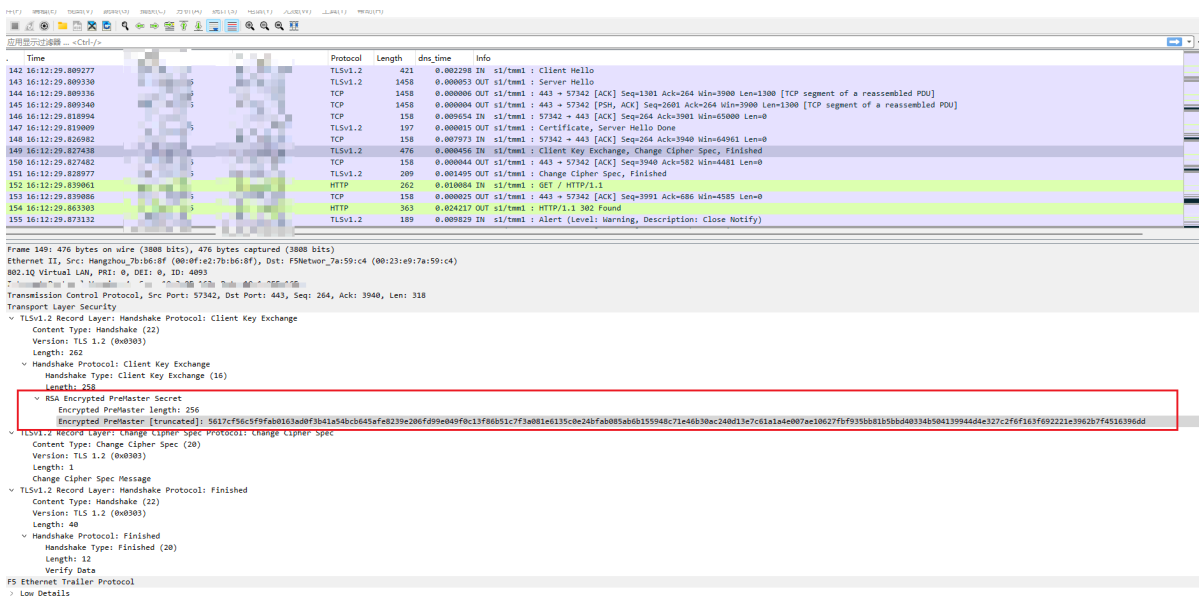 应用显示过滤器 … <Ctrl-/>
Time Protocol Length dns_time Info
142 16:12:29.809277 TLSv1.2 421 0.002298 IN s1/tmm1 : Client Hello
143 16:12:29.809330 TLSv1.2 1458 0.000053 OUT s1/tmm1 : Server Hello
144 16:12:29.809336 TCP 1458 0.000006 OUT s1/tmm1 : 443 → 57342 [ACK] Seq=1301 Ack=264 Win=3900 Len=1300 [TCP segment of a reassembled PDU]
145 16:12:29.809340 TCP 1458 0.000004 OUT s1/tmm1 : 443 → 57342 [PSH, ACK] Seq=2601 Ack=264 Win=3900 Len=1300 [TCP segment of a reassembled PDU]
146 16:12:29.818994 TCP 158 0.009654 IN s1/tmm1 : 57342 → 443 [ACK] Seq=264 Ack=3901 Win=65000 Len=0
147 16:12:29.819009 TLSv1.2 197 0.000015 OUT s1/tmm1 : Certificate, Server Hello Done
148 16:12:29.826982 TCP 158 0.007973 IN s1/tmm1 : 57342 → 443 [ACK] Seq=264 Ack=3940 Win=64961 Len=0
149 16:12:29.827438 TLSv1.2 476 0.000456 IN s1/tmm1 : Client Key Exchange, Change Cipher Spec, Finished
150 16:12:29.827482 TCP 158 0.000044 OUT s1/tmm1 : 443 → 57342 [ACK] Seq=3940 Ack=582 Win=4481 Len=0
151 16:12:29.828977 TLSv1.2 209 0.001495 OUT s1/tmm1 : Change Cipher Spec, Finished
152 16:12:29.839061 HTTP 262 0.010084 IN s1/tmm1 : GET / HTTP/1.1
153 16:12:29.839086 TCP 158 0.000025 OUT s1/tmm1 : 443 → 57342 [ACK] Seq=3991 Ack=686 Win=4585 Len=0
154 16:12:29.863303 HTTP 363 0.024217 OUT s1/tmm1 : HTTP/1.1 302 Found
155 16:12:29.873132 TLSv1.2 189 0.009829 IN s1/tmm1 : Alert (Level: Warning, Description: Close Notify)
Frame 149: 476 bytes on wire (3808 bits), 476 bytes captured (3808 bits)
Ethernet II, Src: Hangzhou_7b:b6:8f (00:0f:e2:7b:b6:8f), Dst: F5Networ_7a:59:c4 (00:23:e9:7a:59:c4)
802.1Q Virtual LAN, PRI: 0, DEI: 0, ID: 4093
Transmission Control Protocol, Src Port: 57342, Dst Port: 443, Seq: 264, Ack: 3940, Len: 318
Transport Layer Security
TLSv1.2 Record Layer: Handshake Protocol: Client Key Exchange
Content Type: Handshake (22)
Version: TLS 1.2 (0x0303)
Length: 262
Handshake Protocol: Client Key Exchange
Handshake Type: Client Key Exchange (16)
Length: 258
RSA Encrypted PreMaster Secret
Encrypted PreMaster length: 256
Encrypted PreMaster [truncated]: 5617cf56c5f9fab0163ad0f3b41a54bcb645afe8239e206fd99e049f0c13f86b51c7f3a081e6135c0e24bfab085ab6b155948c71e46b30ac240d13e7c61a1a4e007ae10627fbf935bb81b5bbd40334b504139944d4e327c2f6f163f692221e3962b7f4516396dd
TLSv1.2 Record Layer: Change Cipher Spec Protocol: Change Cipher Spec
Content Type: Change Cipher Spec (20)
Version: TLS 1.2 (0x0303)
Length: 1
Change Cipher Spec Message
TLSv1.2 Record Layer: Handshake Protocol: Finished
Content Type: Handshake (22)
Version: TLS 1.2 (0x0303)
Length: 40
Handshake Protocol: Finished
Handshake Type: Finished (20)
Length: 12
Verify Data
F5 Ethernet Trailer Protocol
Low Details